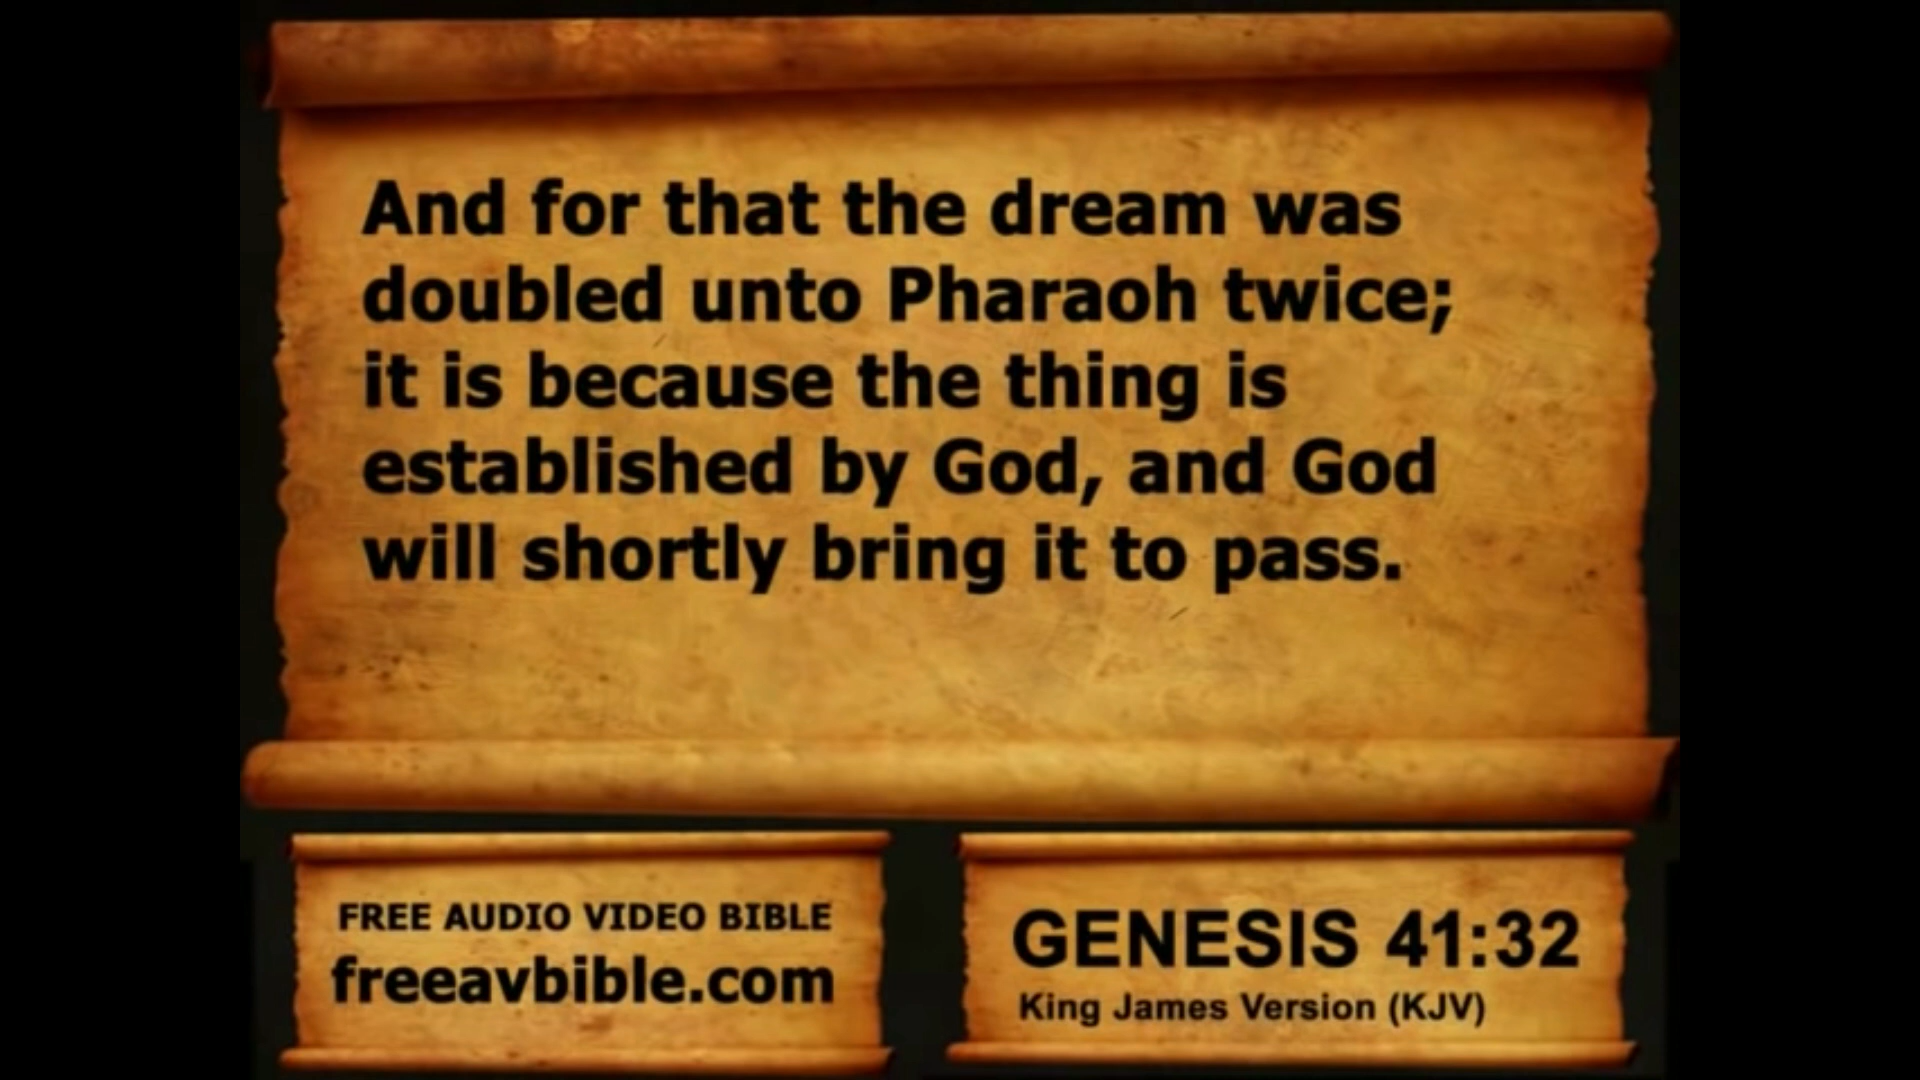 And for that the dream was
doubled unto Pharaoh twice;
it is because the thing is
established by God, and God
will shortly bring it to pass.
FREE AUDIO VIDEO BIBLE
freeavbible.com
GENESIS 41:32
King James Version (KJV)